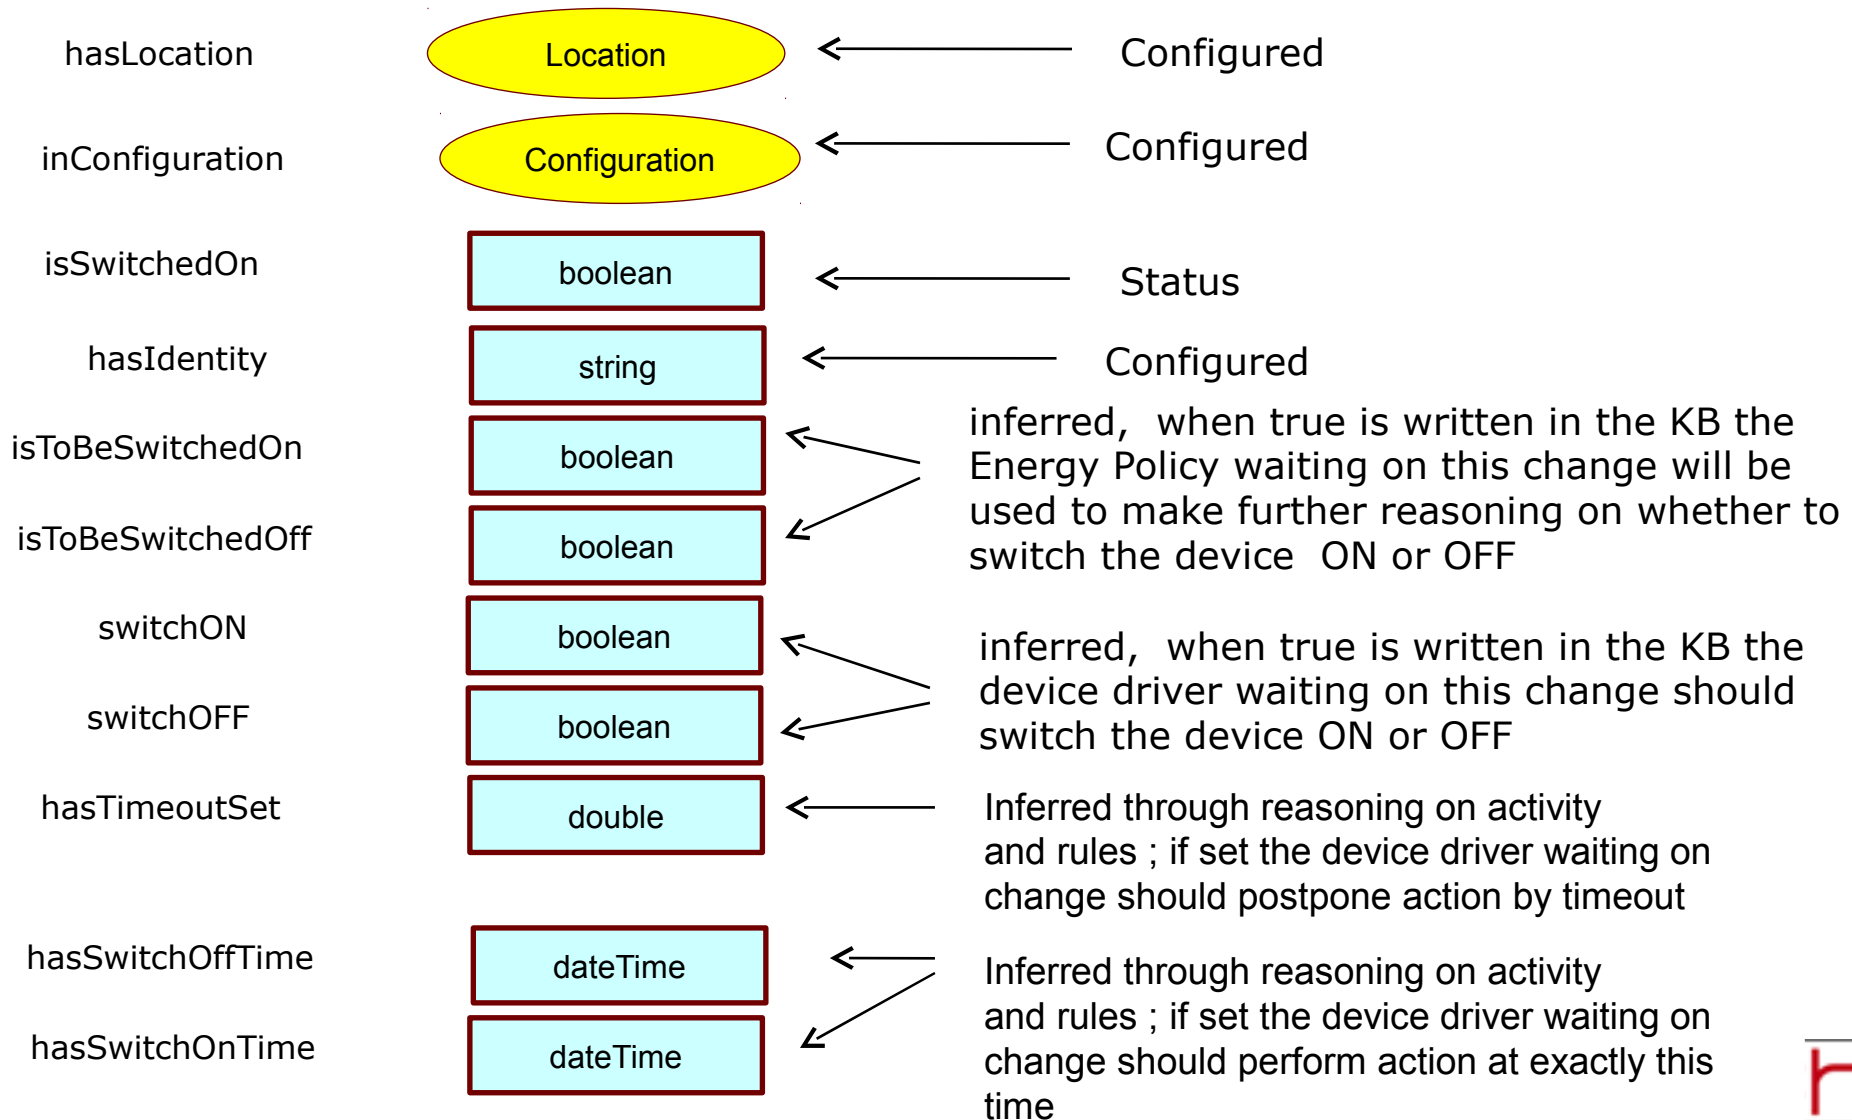 hasLocation Location Configured
inConfiguration Configuration Configured
isSwitchedOn boolean Status
hasIdentity string Configured
isToBeSwitchedOn boolean
isToBeSwitchedOff boolean
inferred,  when true is written in the KB the
Energy Policy waiting on this change will be
used to make further reasoning on whether to
switch the device  ON or OFF
switchON boolean
switchOFF boolean
inferred,  when true is written in the KB the
device driver waiting on this change should
switch the device ON or OFF
hasTimeoutSet double
Inferred through reasoning on activity
and rules ; if set the device driver waiting on
change should postpone action by timeout
hasSwitchOffTime dateTime
hasSwitchOnTime dateTime
Inferred through reasoning on activity
and rules ; if set the device driver waiting on
change should perform action at exactly this
time